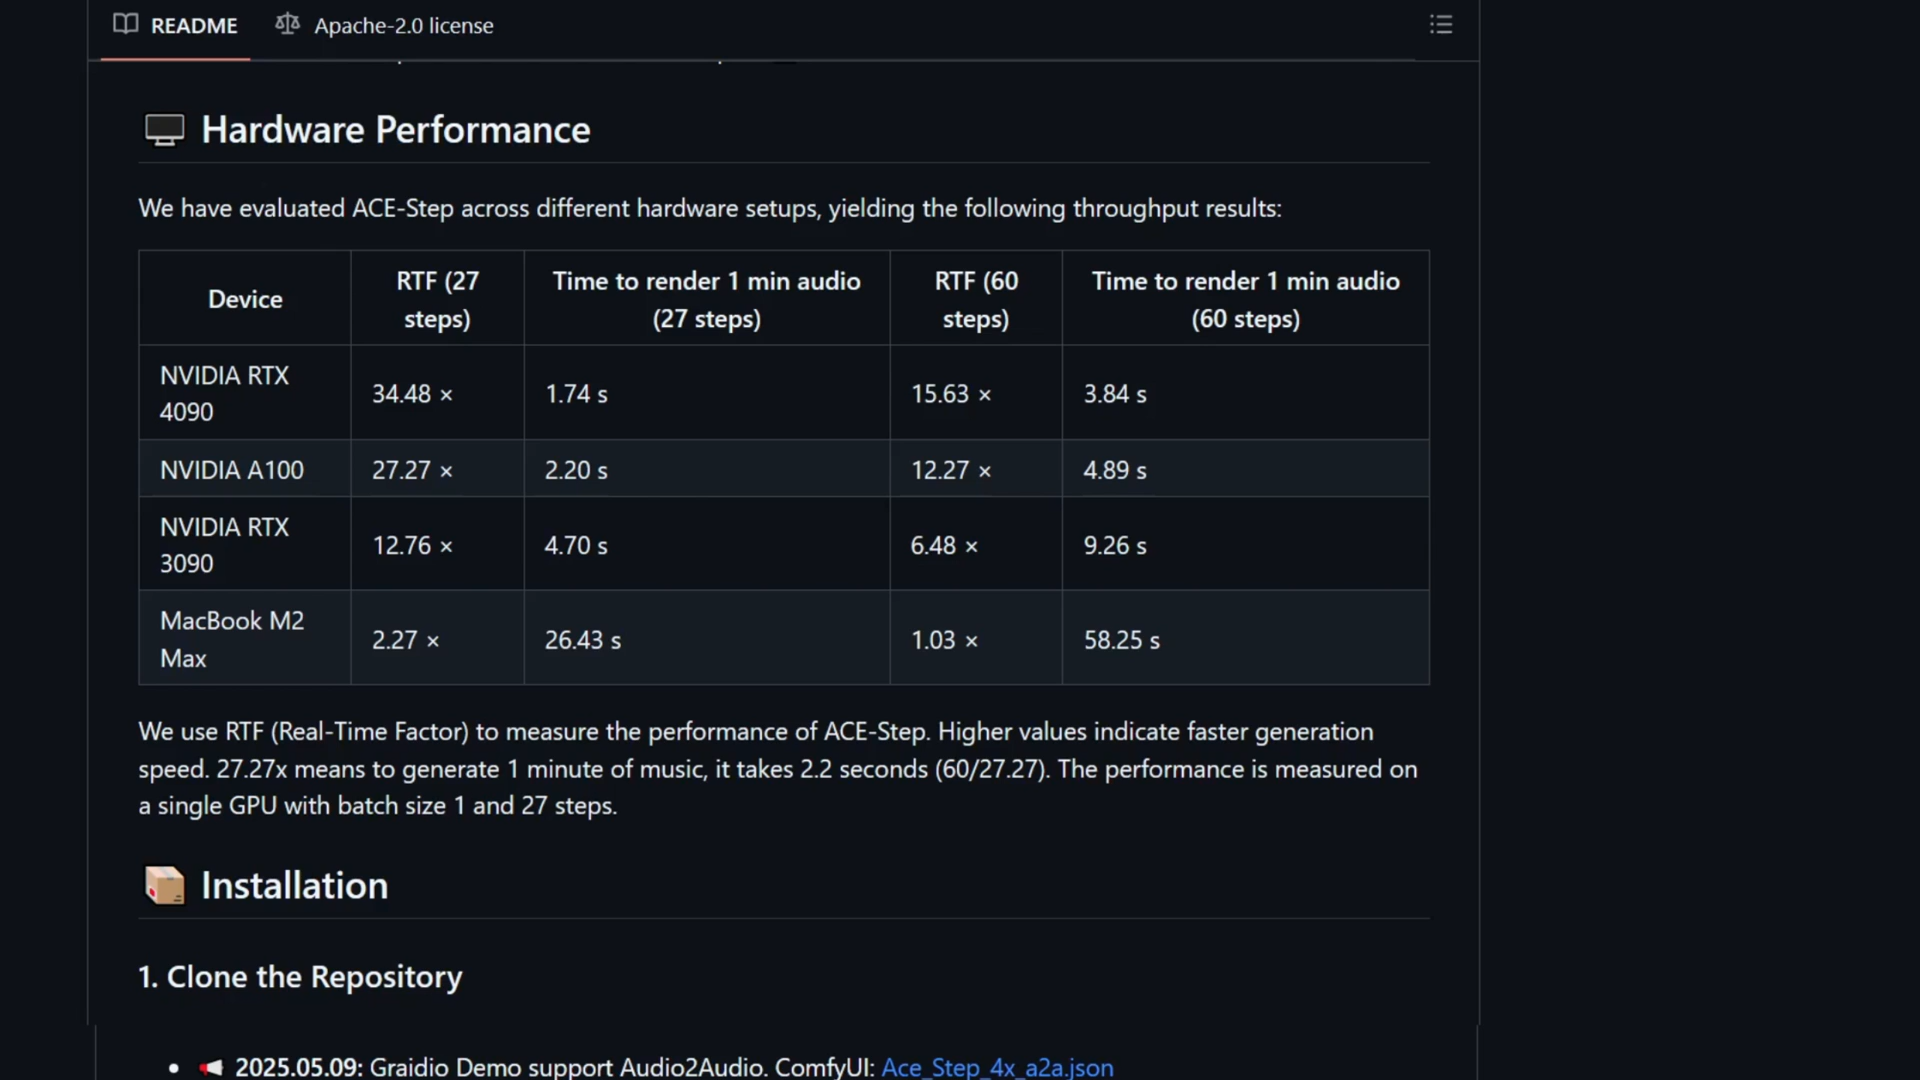 README
Apache-2.0 license
Hardware Performance
We have evaluated ACE-Step across different hardware setups, yielding the following throughput results:
Device
RTF (27
steps)
Time to render 1 min audio
(27 steps)
RTF (60
steps)
Time to render 1 min audio
(60 steps)
NVIDIA RTX
4090
34.48 ×
1.74 s
15.63 ×
3.84 s
NVIDIA A100
27.27 ×
2.20 s
12.27 ×
4.89 s
NVIDIA RTX
3090
12.76 ×
4.70 s
6.48 ×
9.26 s
MacBook M2
Max
2.27 ×
26.43 s
1.03 ×
58.25 s
We use RTF (Real-Time Factor) to measure the performance of ACE-Step. Higher values indicate faster generation
speed. 27.27x means to generate 1 minute of music, it takes 2.2 seconds (60/27.27). The performance is measured on
a single GPU with batch size 1 and 27 steps.
Installation
1. Clone the Repository
2025.05.09: Graidio Demo support Audio2Audio. ComfyUI: Ace_Step_4x_a2a.json